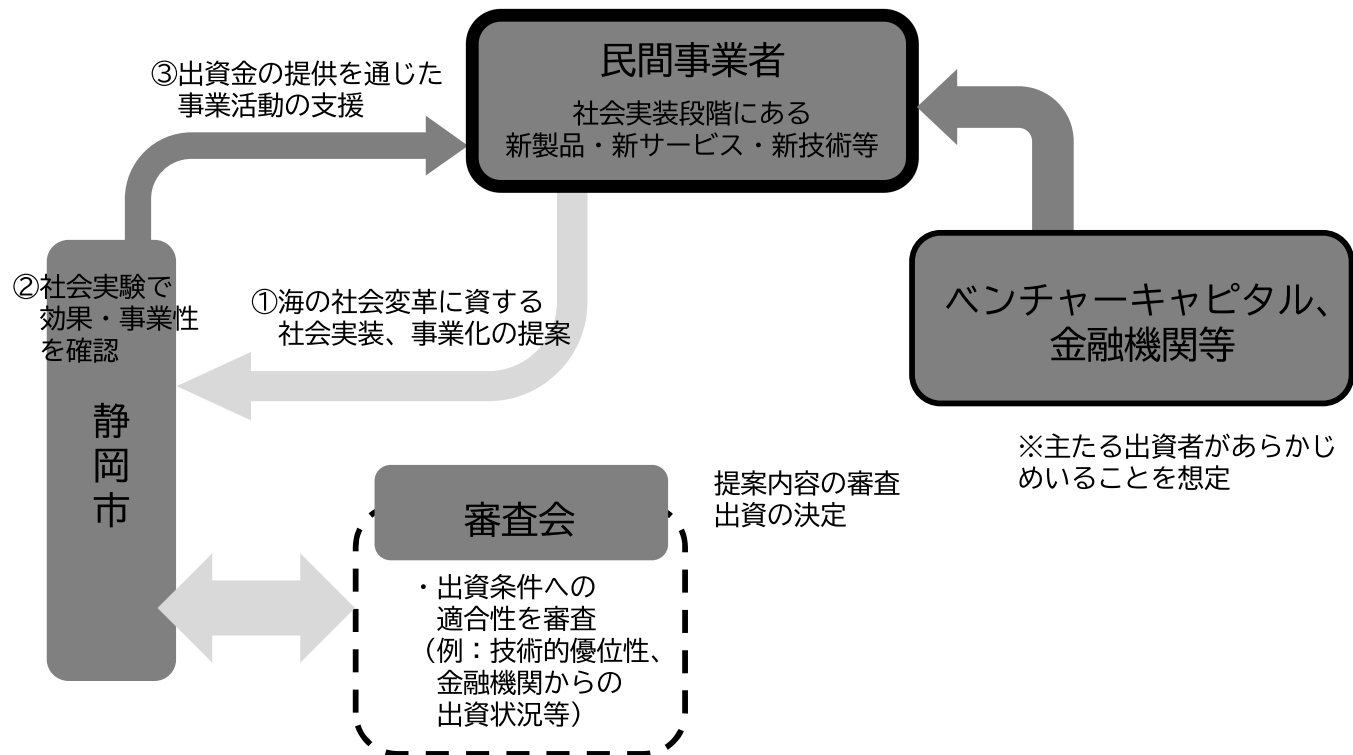 ③出資金の提供を通じた
事業活動の支援
民間事業者
社会実装段階にある
新製品・新サービス・新技術等
②社会実験で
効果・事業性
を確認
①海の社会変革に資する
社会実装、事業化の提案
ベンチャーキャピタル、
金融機関等
※主たる出資者があらかじ
めいることを想定
静岡市
審査会
提案内容の審査
出資の決定
・出資条件への
適合性を審査
（例：技術的優位性、
金融機関からの
出資状況等）